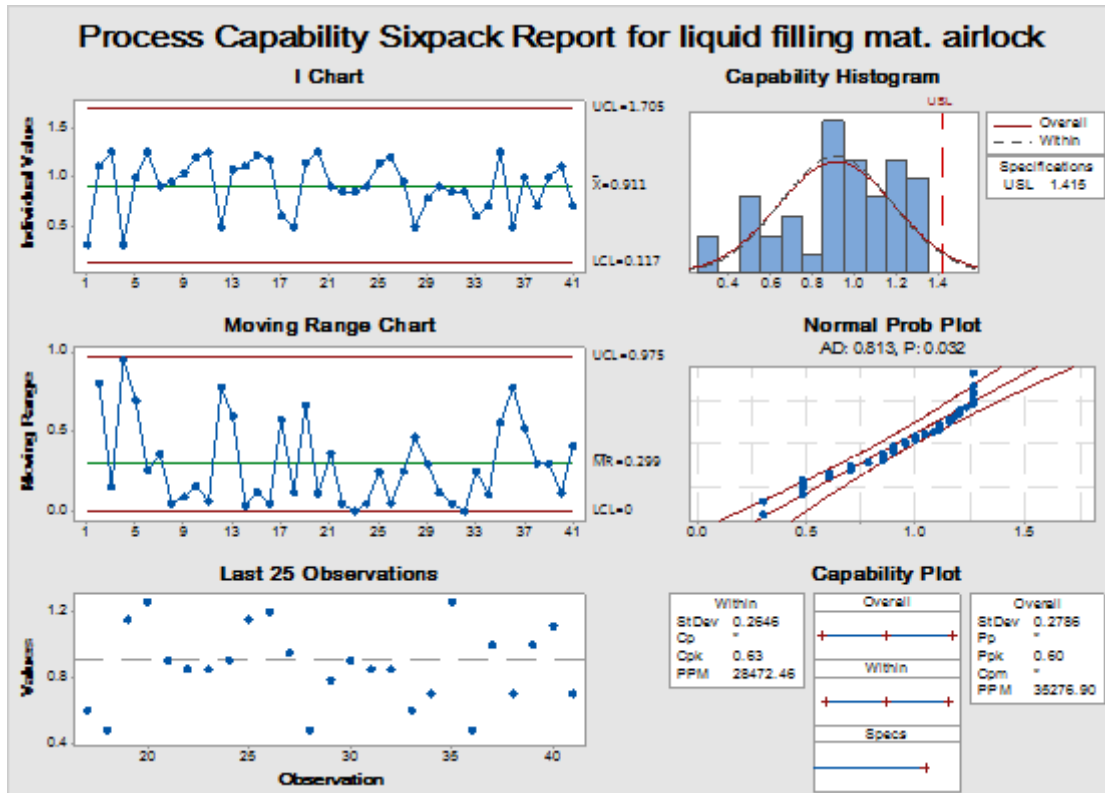 Process Capability Sixpack Report for liquid filling mat. airlock
I Chart
Individual Value
1.5
1.0
0.5
1 5 9 13 17 21 25 29 33 37 41
UCL=1.705
X̄=0.911
LCL=0.117
Capability Histogram
USL
0.4 0.6 0.8 1.0 1.2 1.4
Overall
Within
Specifications
USL 1.415
Moving Range Chart
Moving Range
1.0
0.5
0.0
1 5 9 13 17 21 25 29 33 37 41
UCL=0.975
M̄R̄=0.299
LCL=0
Normal Prob Plot
AD: 0.813, P: 0.032
0.0 0.5 1.0 1.5
Last 25 Observations
Values
1.2
0.8
0.4
20 25 30 35 40
Observation
Capability Plot
Within
StDev 0.2646
Cp *
Cpk 0.63
PPM 28472.46
Overall
Within
Specs
Overall
StDev 0.2786
Pp *
Ppk 0.60
Cpm *
PPM 35276.90